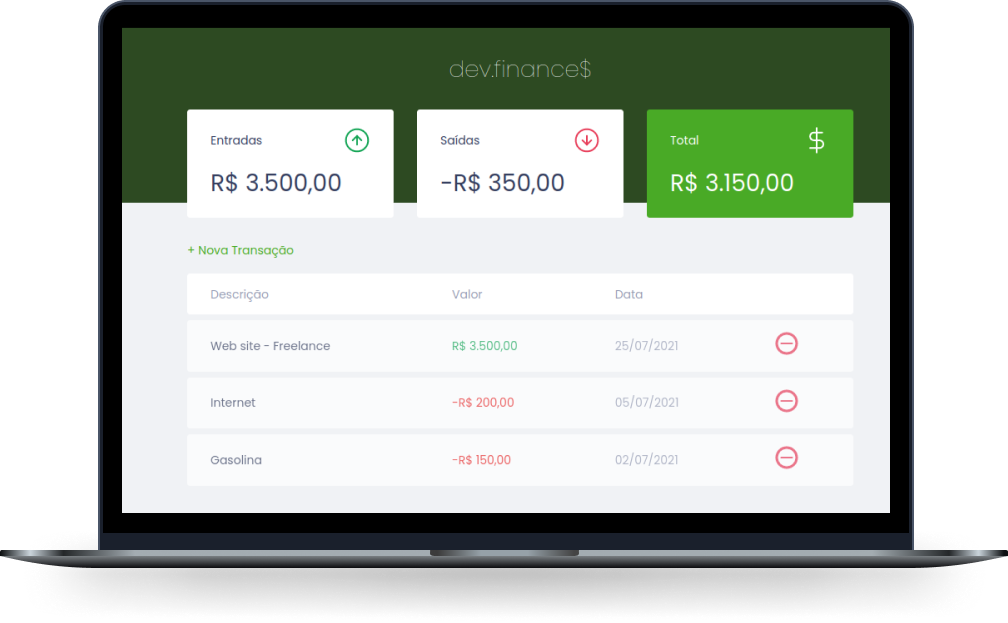 dev.finance$
Entradas
R$ 3.500,00
Saídas
-R$ 350,00
Total
$
R$ 3.150,00
+ Nova Transação
Descrição Valor Data
Web site - Freelance R$ 3.500,00 25/07/2021
Internet -R$ 200,00 05/07/2021
Gasolina -R$ 150,00 02/07/2021